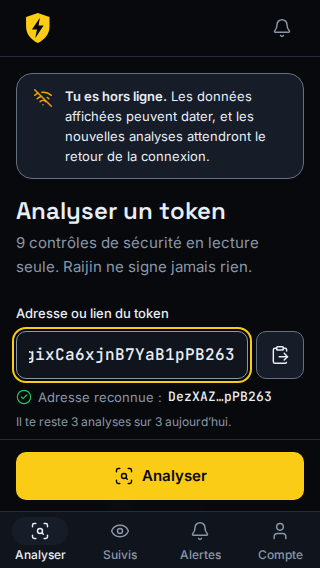 Tu es hors ligne. Les données
affichées peuvent dater, et les
nouvelles analyses attendront le
retour de la connexion.
Analyser un token
9 contrôles de sécurité en lecture
seule. Raijin ne signe jamais rien.
Adresse ou lien du token
gixCa6xjnB7YaB1pPB263
Adresse reconnue : DezXAZ…pPB263
Il te reste 3 analyses sur 3 aujourd’hui.
Analyser
Analyser Suivis Alertes Compte